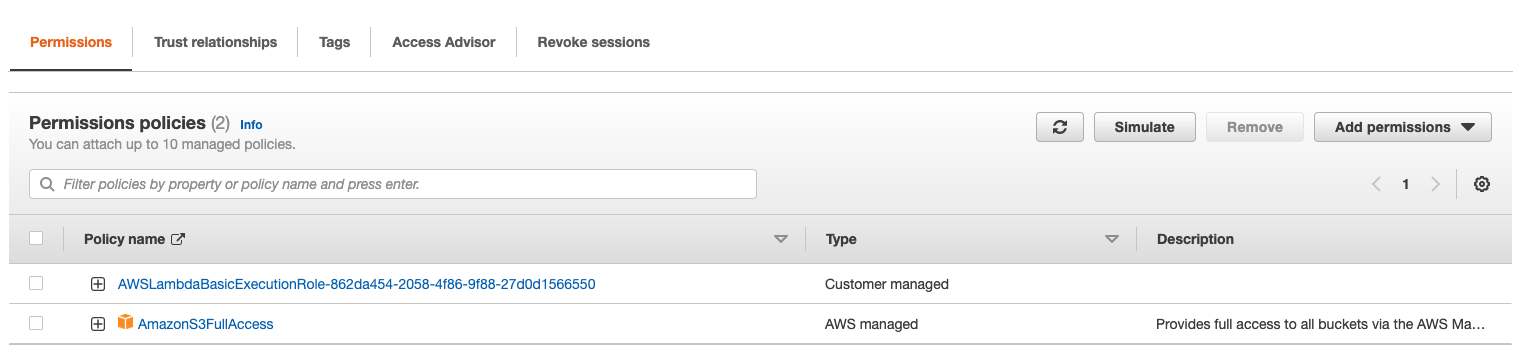 Permissions
Trust relationships
Tags
Access Advisor
Revoke sessions
Permissions policies (2) Info
You can attach up to 10 managed policies.
Simulate
Remove
Add permissions
Filter policies by property or policy name and press enter.
1
Policy name
Type
Description
AWSLambdaBasicExecutionRole-862da454-2058-4f86-9f88-27d0d1566550
Customer managed
AmazonS3FullAccess
AWS managed
Provides full access to all buckets via the AWS Ma...